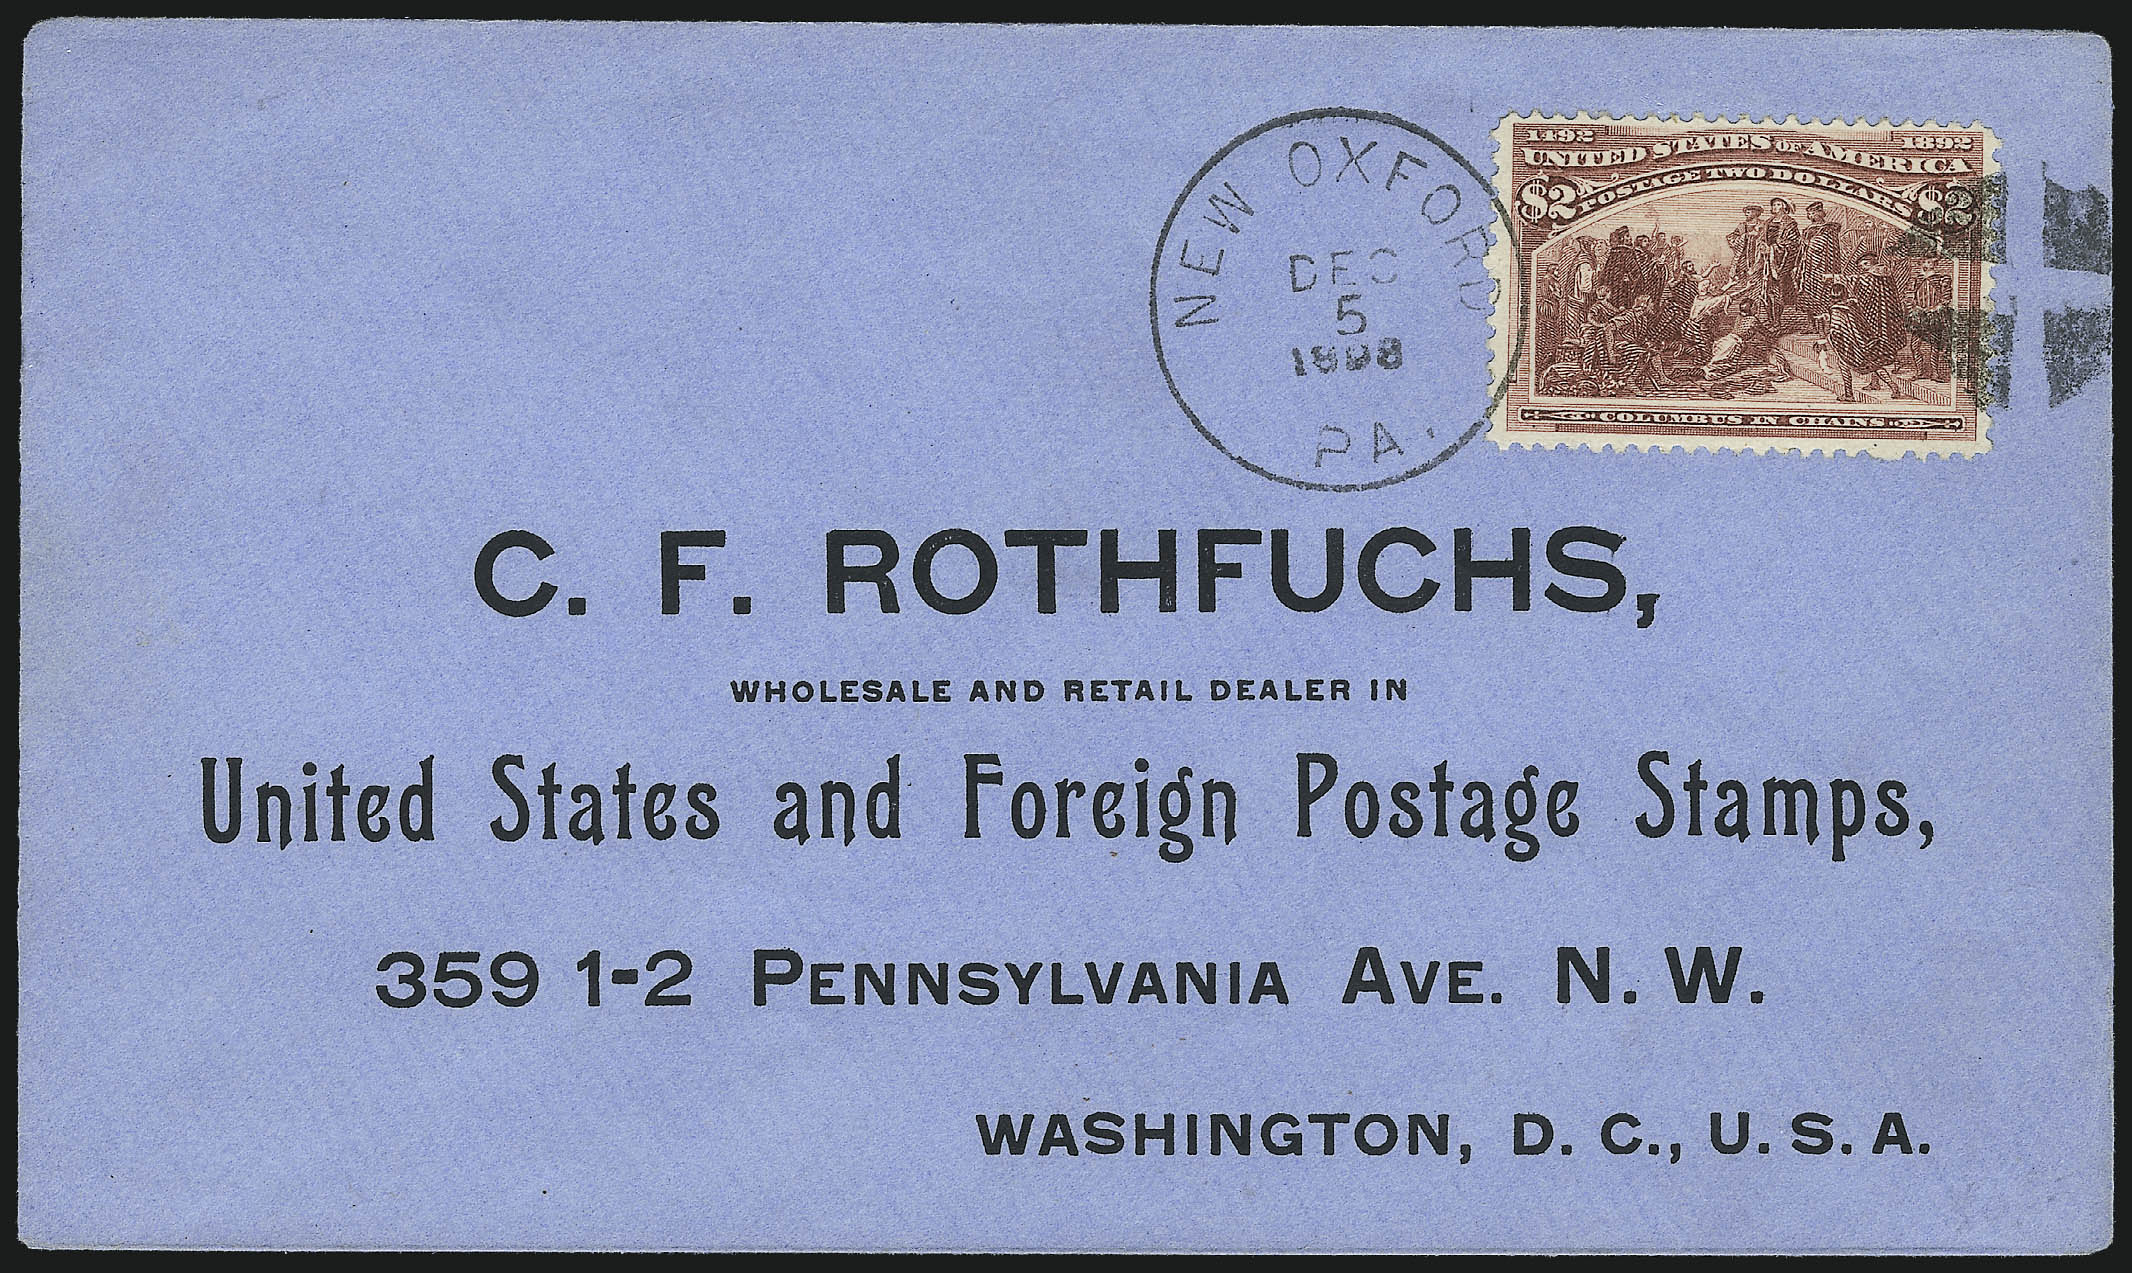 NEW OXFORD
DEC
5
PA.
1492 1892
UNITED STATES OF AMERICA
$2 POSTAGE TWO DOLLARS $2
COLUMBUS IN CHAINS
C. F. ROTHFUCHS,
WHOLESALE AND RETAIL DEALER IN
United States and Foreign Postage Stamps,
359 1-2 PENNSYLVANIA AVE. N. W.
WASHINGTON, D. C., U. S. A.